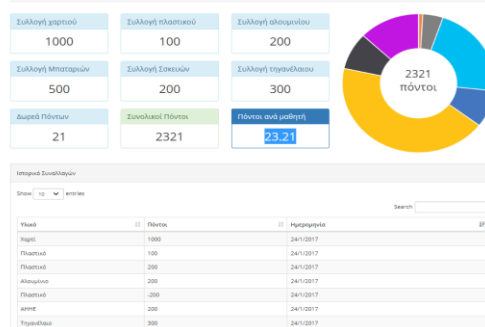 Συλλογή χαρτιού Συλλογή πλαστικού Συλλογή αλουμινίου
1000 100 200
Συλλογή Μπαταριών Συλλογή Σσκευών Συλλογή τηγανέλαιου
500 200 300
2321
πόντοι
Δωρεά Πόντων Συνολικοί Πόντοι Πόντοι ανά μαθητή
21 2321 23.21
Ιστορικό Συναλλαγών
Show 10 entries
Search
Υλικό Πόντοι Ημερομηνία
Χαρτί 1000 24/1/2017
Πλαστικό 100 24/1/2017
Πλαστικό 200 24/1/2017
Αλουμίνιο 200 24/1/2017
Πλαστικό -200 24/1/2017
ΑΗΗΕ 200 24/1/2017
Τηγανέλαιο 300 24/1/2017